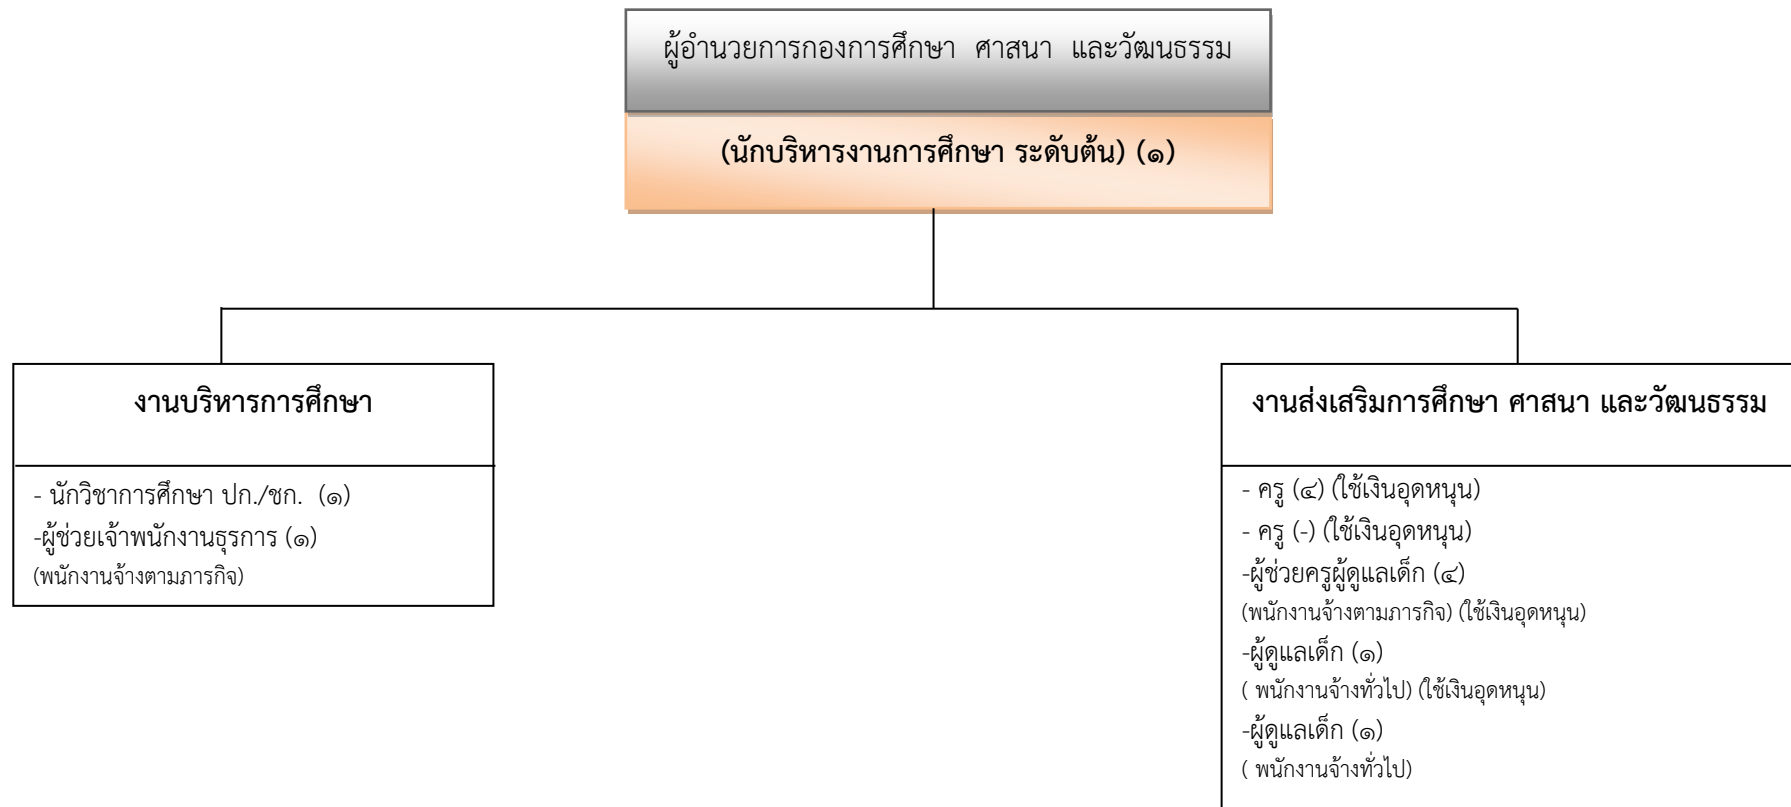 ผู้อำนวยการกองการศึกษา ศาสนา และวัฒนธรรม
(นักบริหารงานการศึกษา ระดับต้น) (๑)
งานบริหารการศึกษา
- นักวิชาการศึกษา ปก./ชก. (๑)
-ผู้ช่วยเจ้าพนักงานธุรการ (๑)
(พนักงานจ้างตามภารกิจ)
งานส่งเสริมการศึกษา ศาสนา และวัฒนธรรม
- ครู (๔) (ใช้เงินอุดหนุน)
- ครู (-) (ใช้เงินอุดหนุน)
-ผู้ช่วยครูผู้ดูแลเด็ก (๔)
(พนักงานจ้างตามภารกิจ) (ใช้เงินอุดหนุน)
-ผู้ดูแลเด็ก (๑)
( พนักงานจ้างทั่วไป) (ใช้เงินอุดหนุน)
-ผู้ดูแลเด็ก (๑)
( พนักงานจ้างทั่วไป)